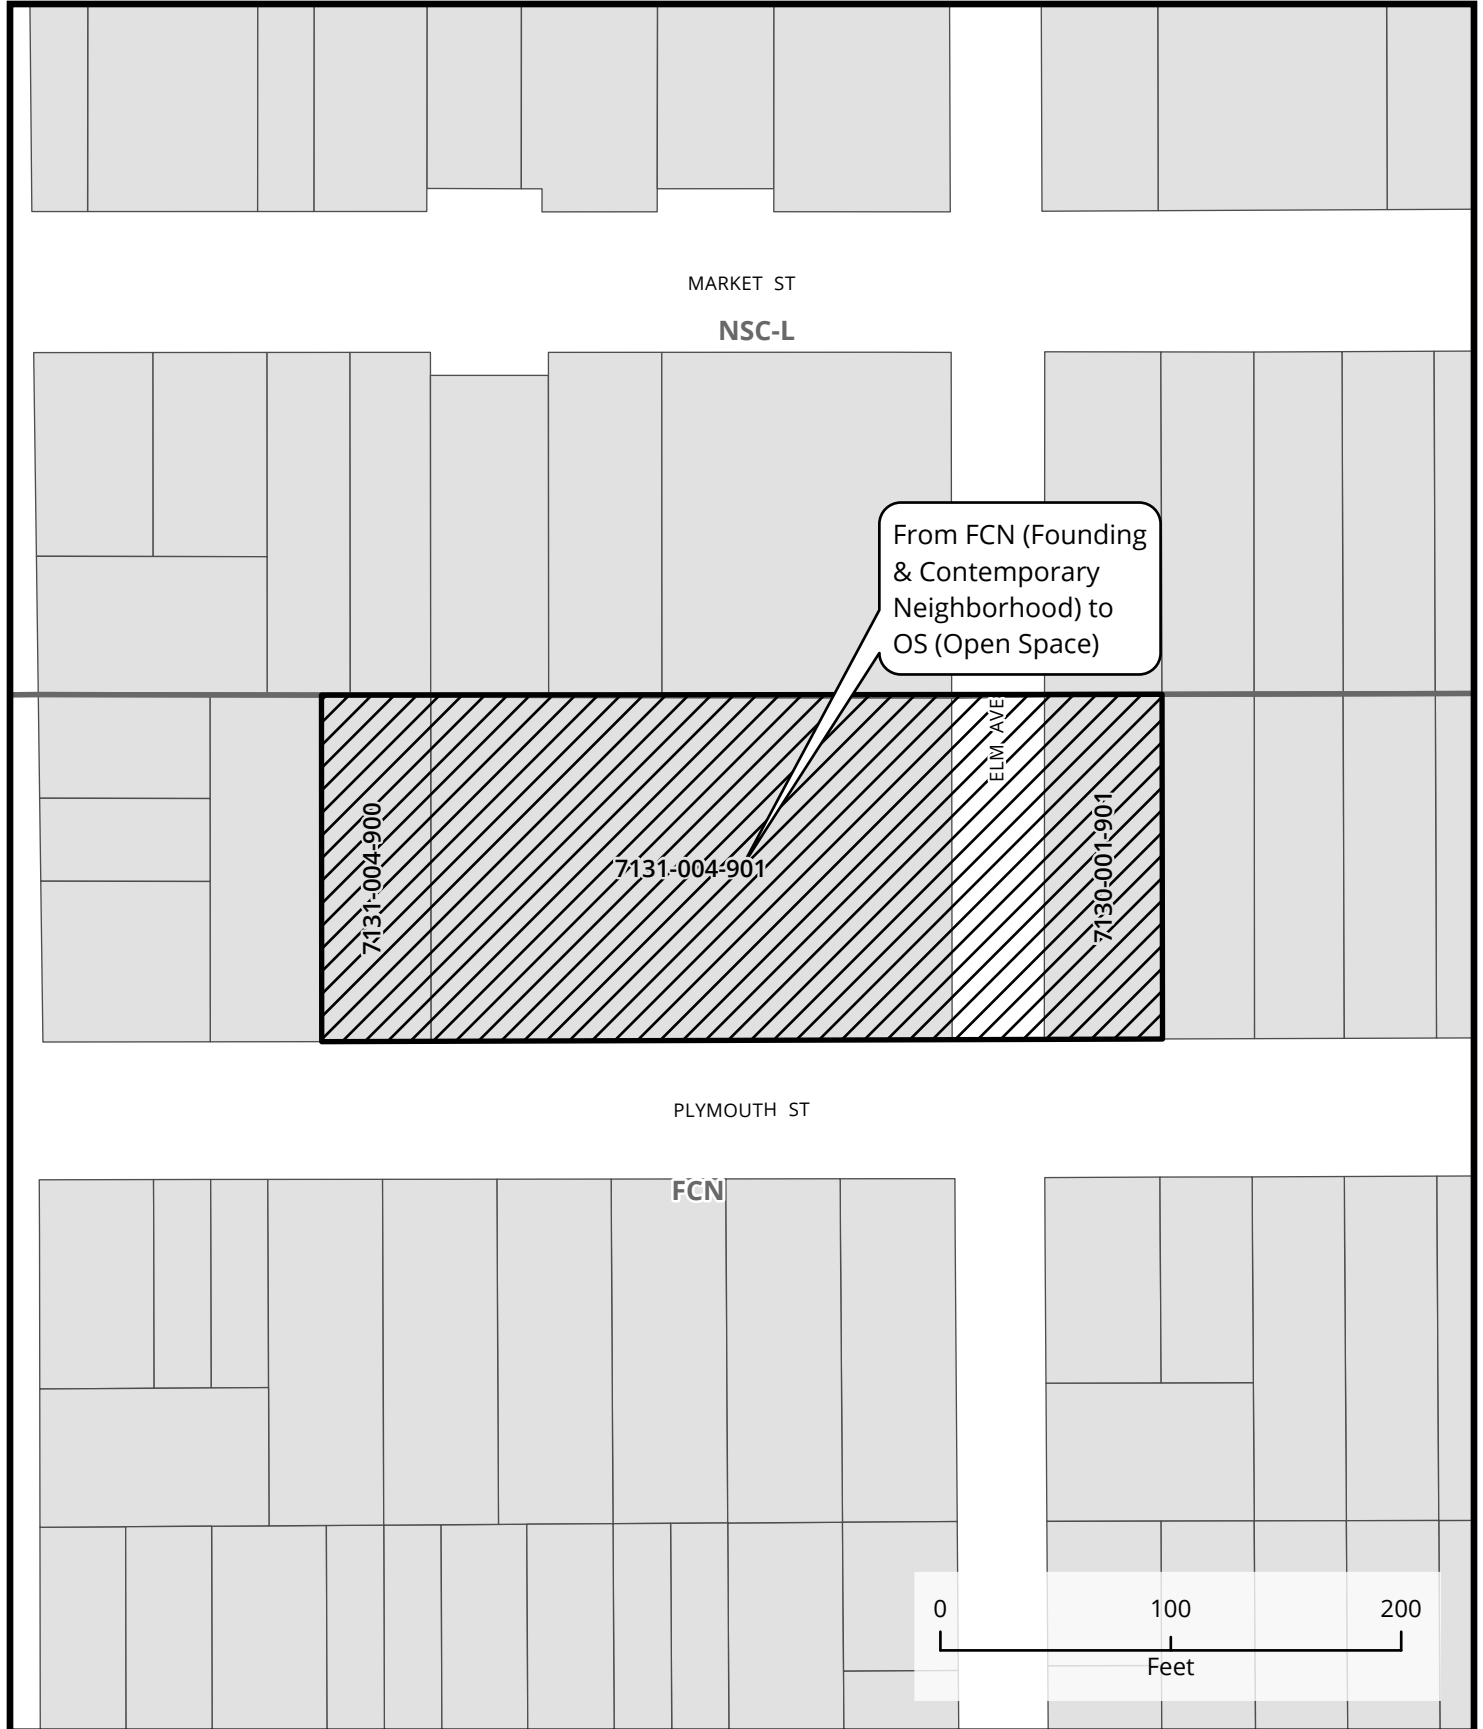 MARKET ST
NSC-L
From FCN (Founding
& Contemporary
Neighborhood) to
OS (Open Space)
ELM AVE
7131-004-900
7131-004-901
7130-001-901
PLYMOUTH ST
FCN
0 100 200
Feet